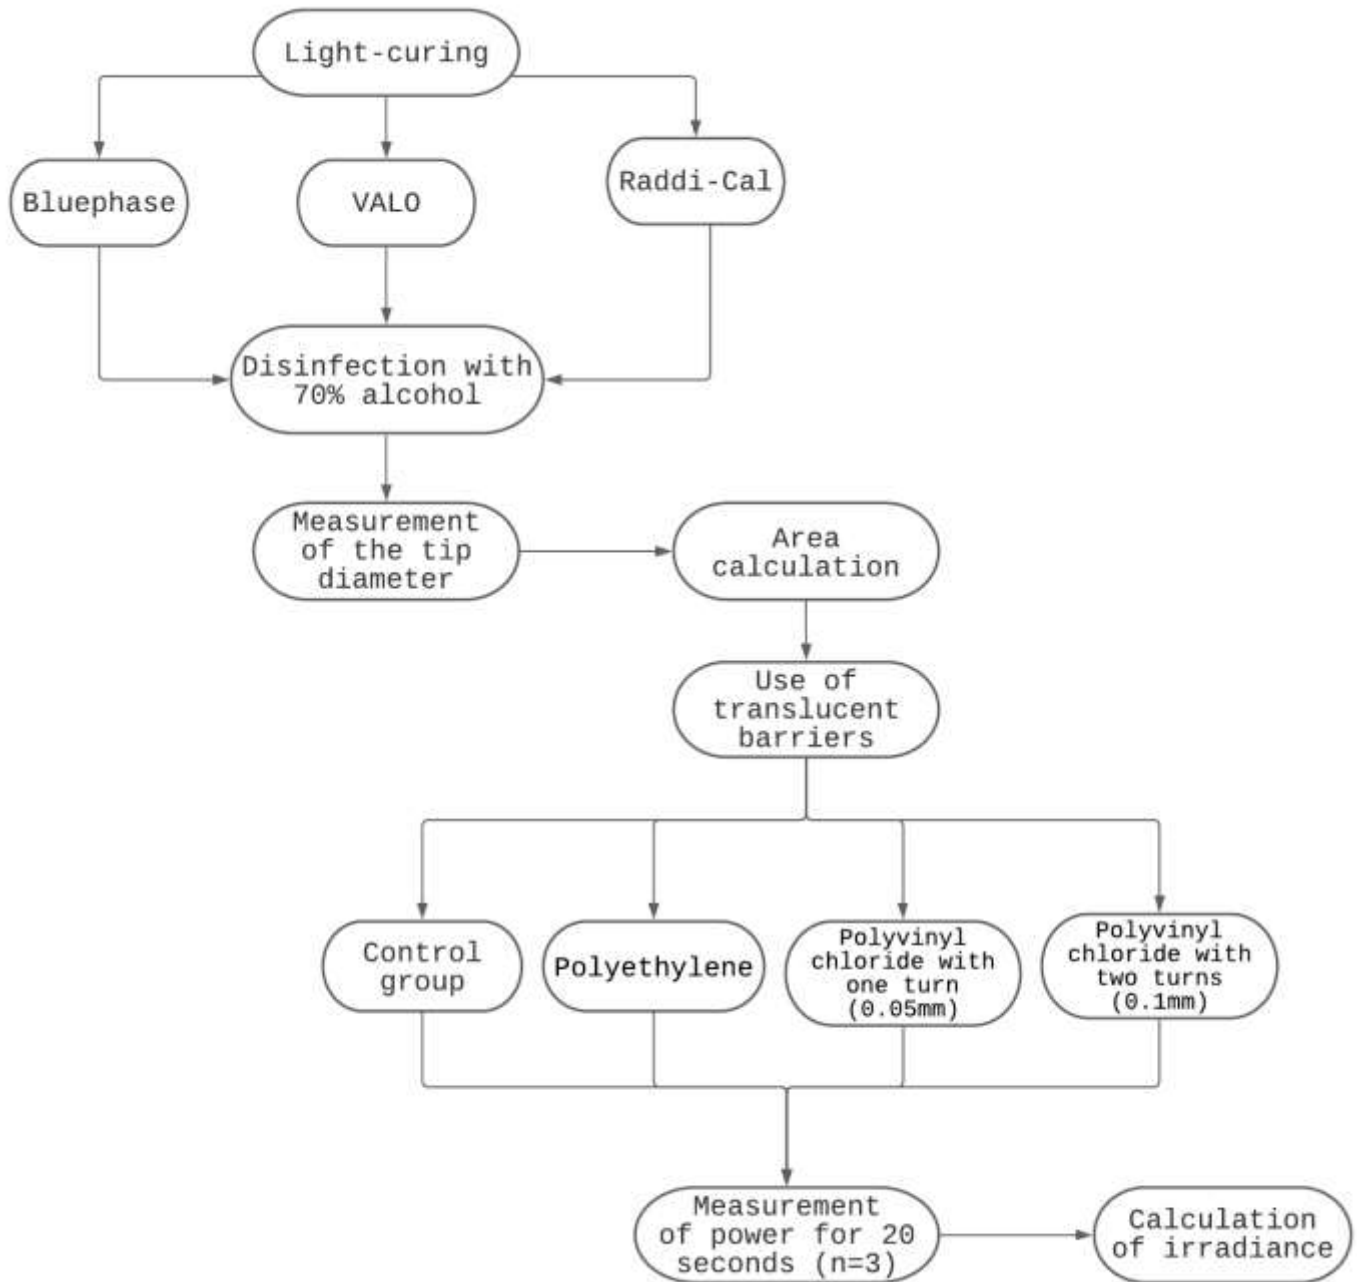 Light-curing
Bluephase
VALO
Raddi-Cal
Disinfection with
70% alcohol
Measurement
of the tip
diameter
Area
calculation
Use of
translucent
barriers
Control
group
Polyethylene
Polyvinyl
chloride with
one turn
(0.05mm)
Polyvinyl
chloride with
two turns
(0.1mm)
Measurement
of power for 20
seconds (n=3)
Calculation
of irradiance